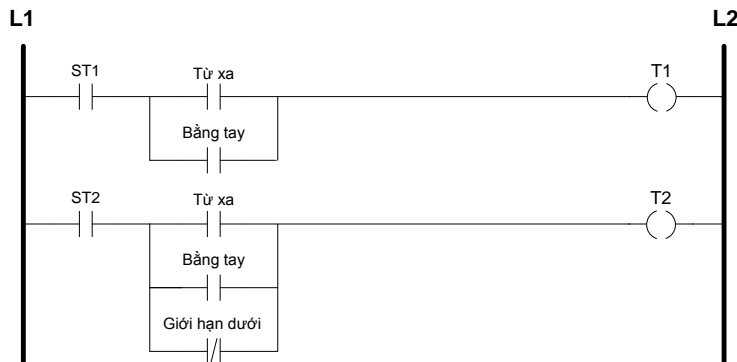 L1 L2
ST1 Từ xa T1
Bằng tay
ST2 Từ xa T2
Bằng tay
Giới hạn dưới